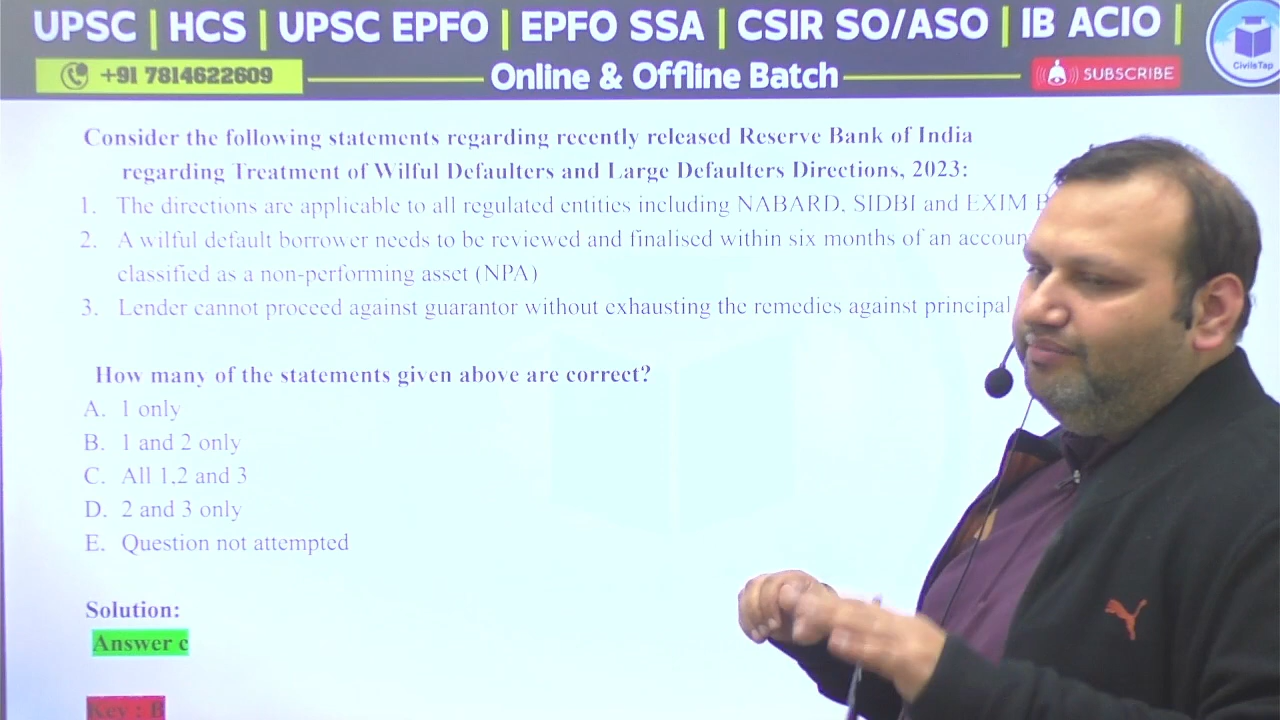 UPSC | HCS | UPSC EPFO | EPFO SSA | CSIR SO/ASO | IB ACIO |
+91 7814622609
Online & Offline Batch
SUBSCRIBE
CivilsTap
Consider the following statements regarding recently released Reserve Bank of India
regarding Treatment of Wilful Defaulters and Large Defaulters Directions, 2023:
1. The directions are applicable to all regulated entities including NABARD, SIDBI and EXIM
2. A wilful default borrower needs to be reviewed and finalised within six months of an accoun
classified as a non-performing asset (NPA)
3. Lender cannot proceed against guarantor without exhausting the remedies against principal
How many of the statements given above are correct?
A. 1 only
B. 1 and 2 only
C. All 1,2 and 3
D. 2 and 3 only
E. Question not attempted
Solution:
Answer c
Key : B